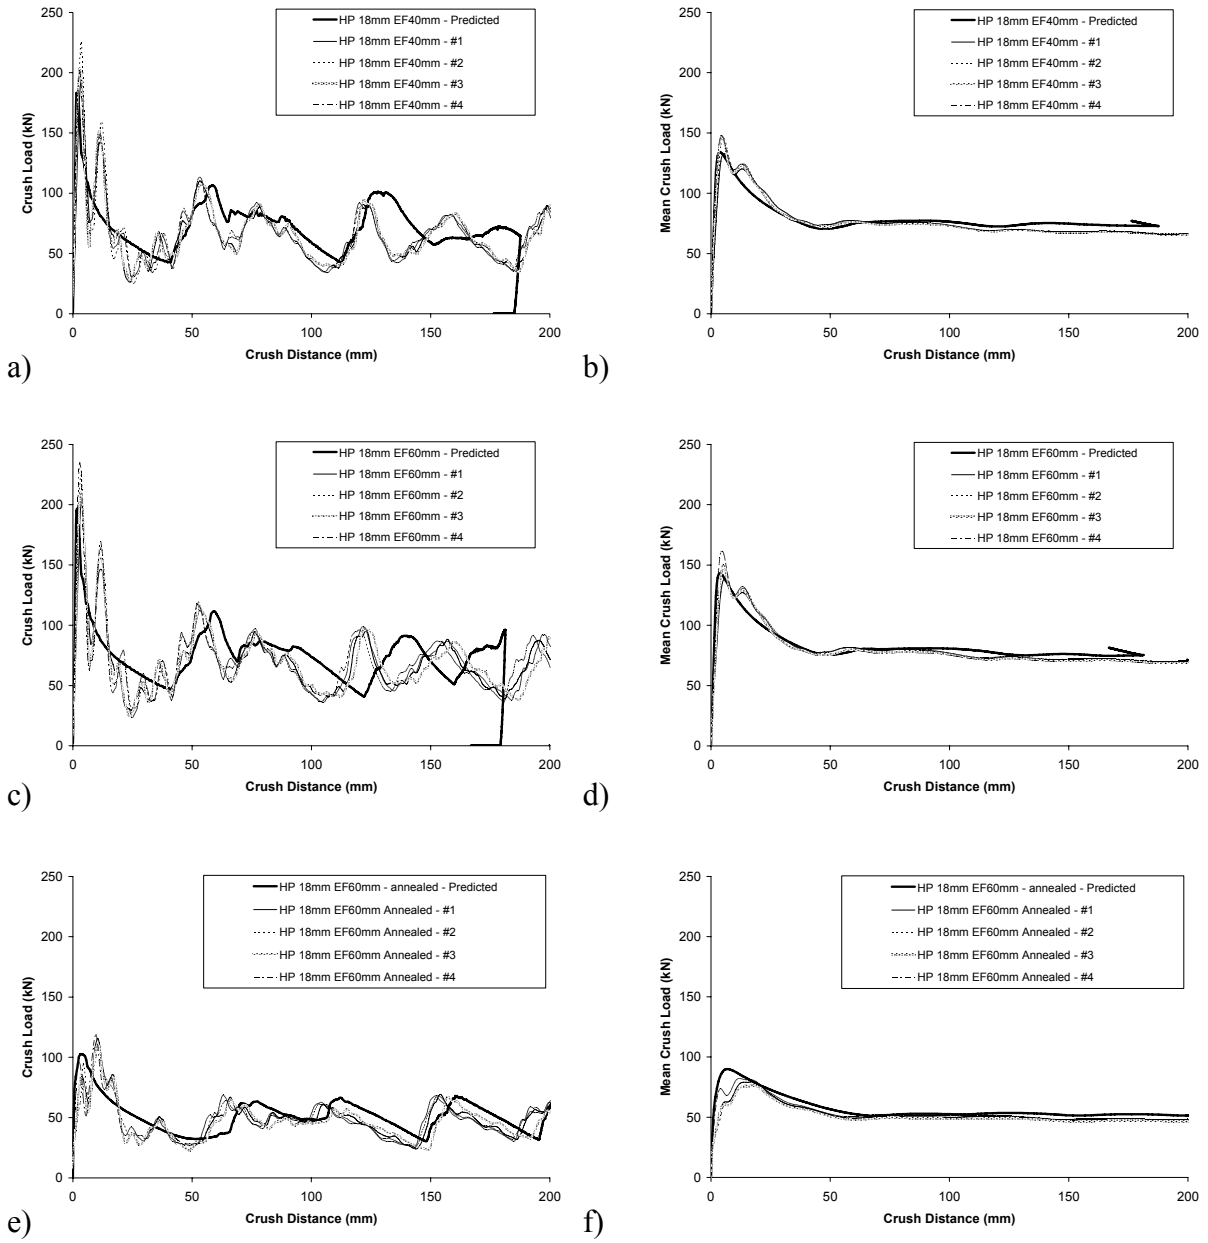 250
200
150
100
50
0
Crush Load (kN)
HP 18mm EF40mm - Predicted
HP 18mm EF40mm - #1
HP 18mm EF40mm - #2
HP 18mm EF40mm - #3
HP 18mm EF40mm - #4
0 50 100 150 200
Crush Distance (mm)
a)
250
200
150
100
50
0
Mean Crush Load (kN)
HP 18mm EF40mm - Predicted
HP 18mm EF40mm - #1
HP 18mm EF40mm - #2
HP 18mm EF40mm - #3
HP 18mm EF40mm - #4
0 50 100 150 200
Crush Distance (mm)
b)
250
200
150
100
50
0
Crush Load (kN)
HP 18mm EF60mm - Predicted
HP 18mm EF60mm - #1
HP 18mm EF60mm - #2
HP 18mm EF60mm - #3
HP 18mm EF60mm - #4
0 50 100 150 200
Crush Distance (mm)
c)
250
200
150
100
50
0
Mean Crush Load (kN)
HP 18mm EF60mm - Predicted
HP 18mm EF60mm - #1
HP 18mm EF60mm - #2
HP 18mm EF60mm - #3
HP 18mm EF60mm - #4
0 50 100 150 200
Crush Distance (mm)
d)
250
200
150
100
50
0
Crush Load (kN)
HP 18mm EF60mm - annealed - Predicted
HP 18mm EF60mm Annealed - #1
HP 18mm EF60mm Annealed - #2
HP 18mm EF60mm Annealed - #3
HP 18mm EF60mm Annealed - #4
0 50 100 150 200
Crush Distance (mm)
e)
250
200
150
100
50
0
Mean Crush Load (kN)
HP 18mm EF60mm - annealed - Predicted
HP 18mm EF60mm Annealed - #1
HP 18mm EF60mm Annealed - #2
HP 18mm EF60mm Annealed - #3
HP 18mm EF60mm Annealed - #4
0 50 100 150 200
Crush Distance (mm)
f)